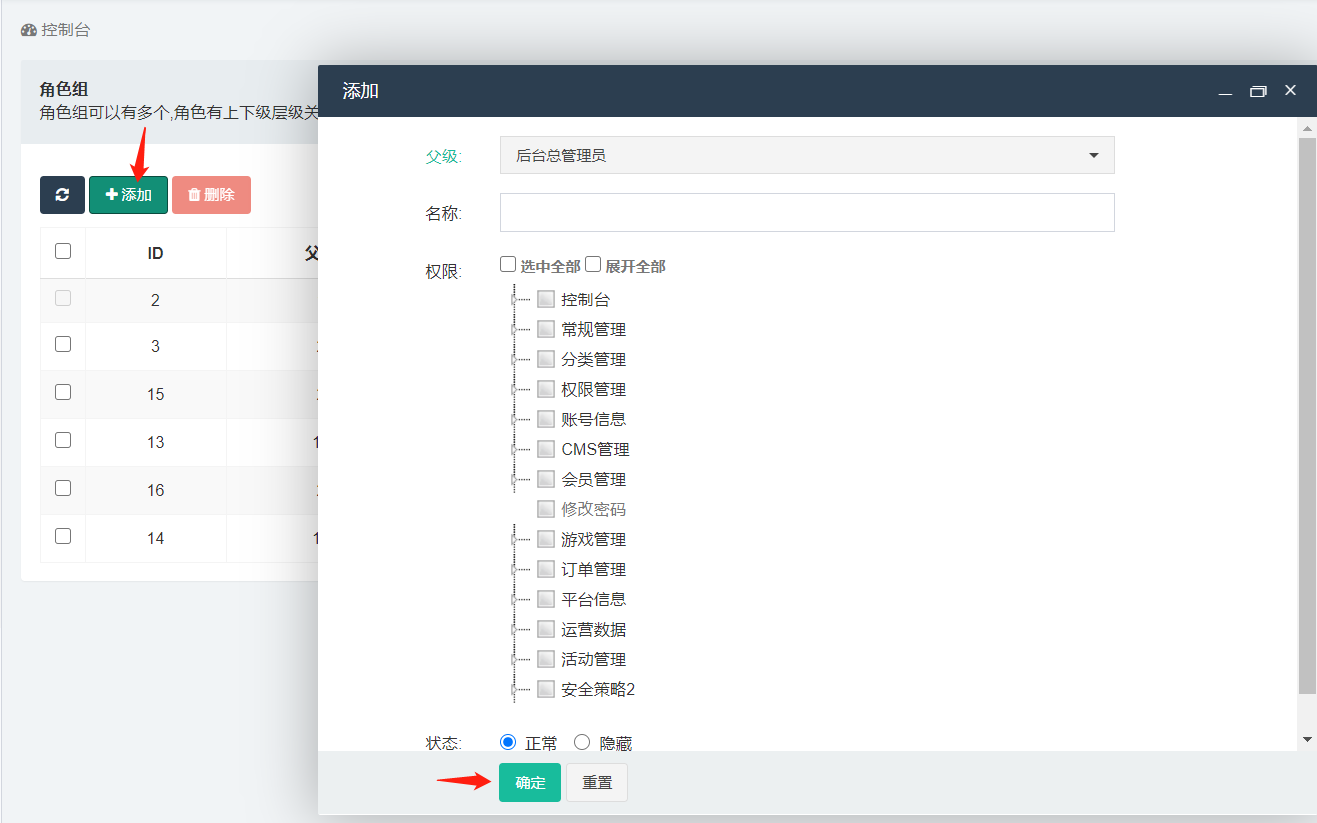 控制台
角色组
角色组可以有多个,角色有上下级层级关
添加
删除
ID
父
2
3
15
13
1
16
14
1
添加
父级:
后台总管理员
名称:
权限:
选中全部
展开全部
控制台
常规管理
分类管理
权限管理
账号信息
CMS管理
会员管理
修改密码
游戏管理
订单管理
平台信息
运营数据
活动管理
安全策略2
状态:
正常
隐藏
确定
重置